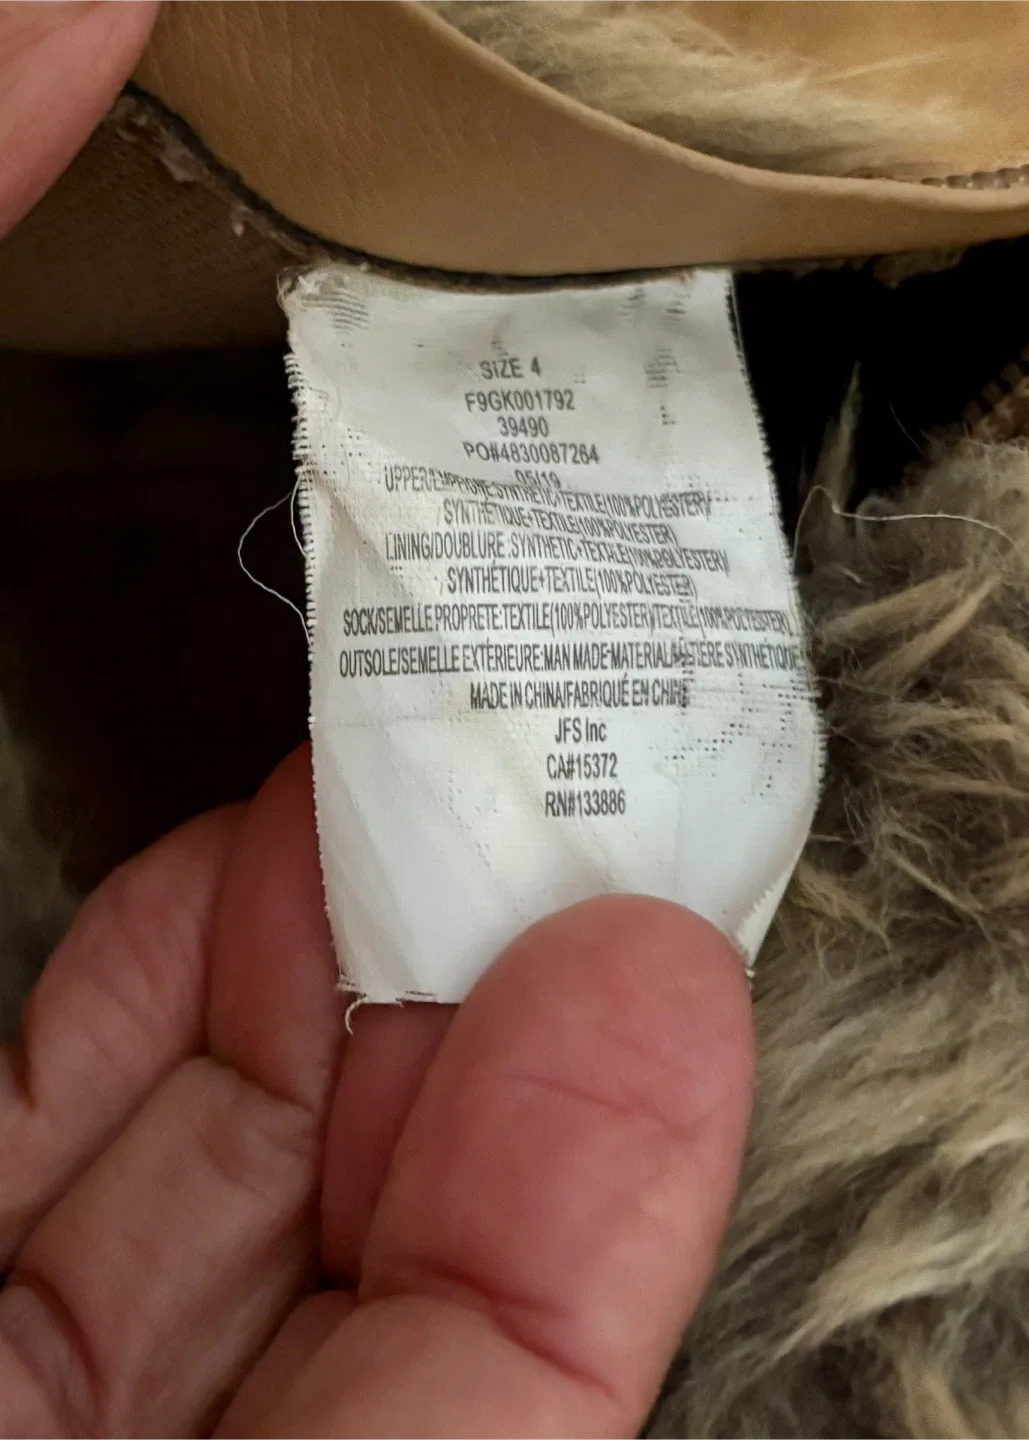 SIZE 4
F9GK001792
39490
PO#4830087264
05/19
UPPER/EMPEIGNE:SYNTHETIC/TEXTILE(100%POLYESTER)/
SYNTHÉTIQUE+TEXTILE(100%POLYESTER)
LINING/DOUBLURE:SYNTHETIC+TEXTILE(100%POLYESTER)/
SYNTHÉTIQUE+TEXTILE(100%POLYESTER)
SOCK/SEMELLE PROPRETE:TEXTILE(100%POLYESTER)/TEXTILE(100%POLYESTER)
OUTSOLE/SEMELLE EXTÉRIEURE:MAN MADE MATERIAL/MATIÈRE SYNTHÉTIQUE
MADE IN CHINA/FABRIQUÉ EN CHINE
JFS Inc
CA#15372
RN#133886